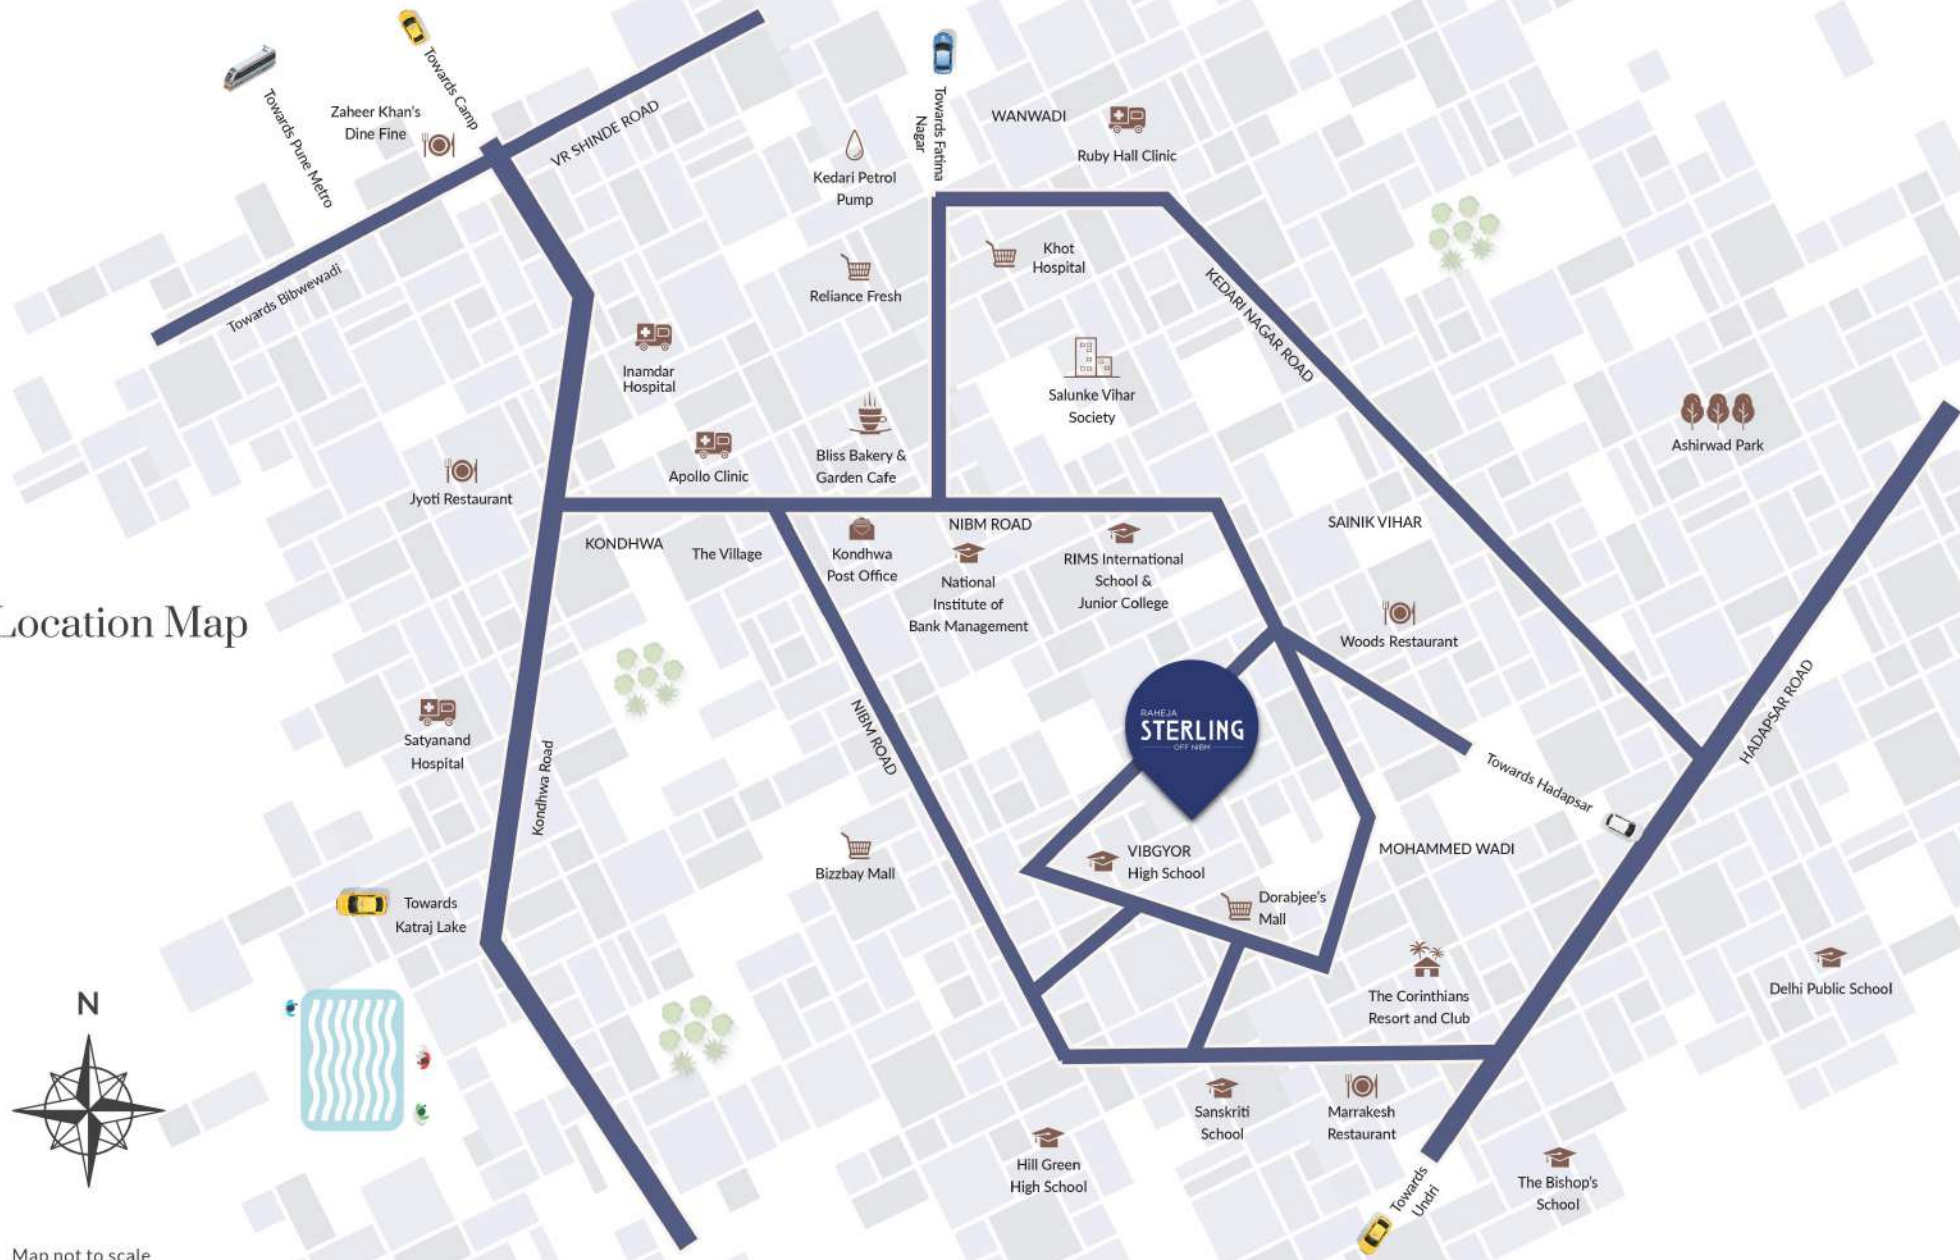 Towards Camp
Towards Pune Metro
Zaheer Khan's
Dine Fine
VR SHINDE ROAD
Towards Bibwewadi
Kedari Petrol
Pump
Towards Fatima
Nagar
WANWADI
Ruby Hall Clinic
Reliance Fresh
Khot
Hospital
KEDARI NAGAR ROAD
Inamdar
Hospital
Salunke Vihar
Society
Ashirwad Park
Jyoti Restaurant
Apollo Clinic
Bliss Bakery &
Garden Cafe
KONDHWA
The Village
Kondhwa
Post Office
NIBM ROAD
National
Institute of
Bank Management
RIMS International
School &
Junior College
SAINIK VIHAR
Woods Restaurant
Location Map
Satyanand
Hospital
Kondhwa Road
NIBM ROAD
RAHEJA
STERLING
OFF NIBM
HADAPSAR ROAD
Towards Hadapsar
Bizzbay Mall
VIBGYOR
High School
MOHAMMED WADI
Dorabjee's
Mall
Towards
Katraj Lake
The Corinthians
Resort and Club
Delhi Public School
N
Sanskriti
School
Marrakesh
Restaurant
Hill Green
High School
Towards
Undri
The Bishop's
School
Map not to scale